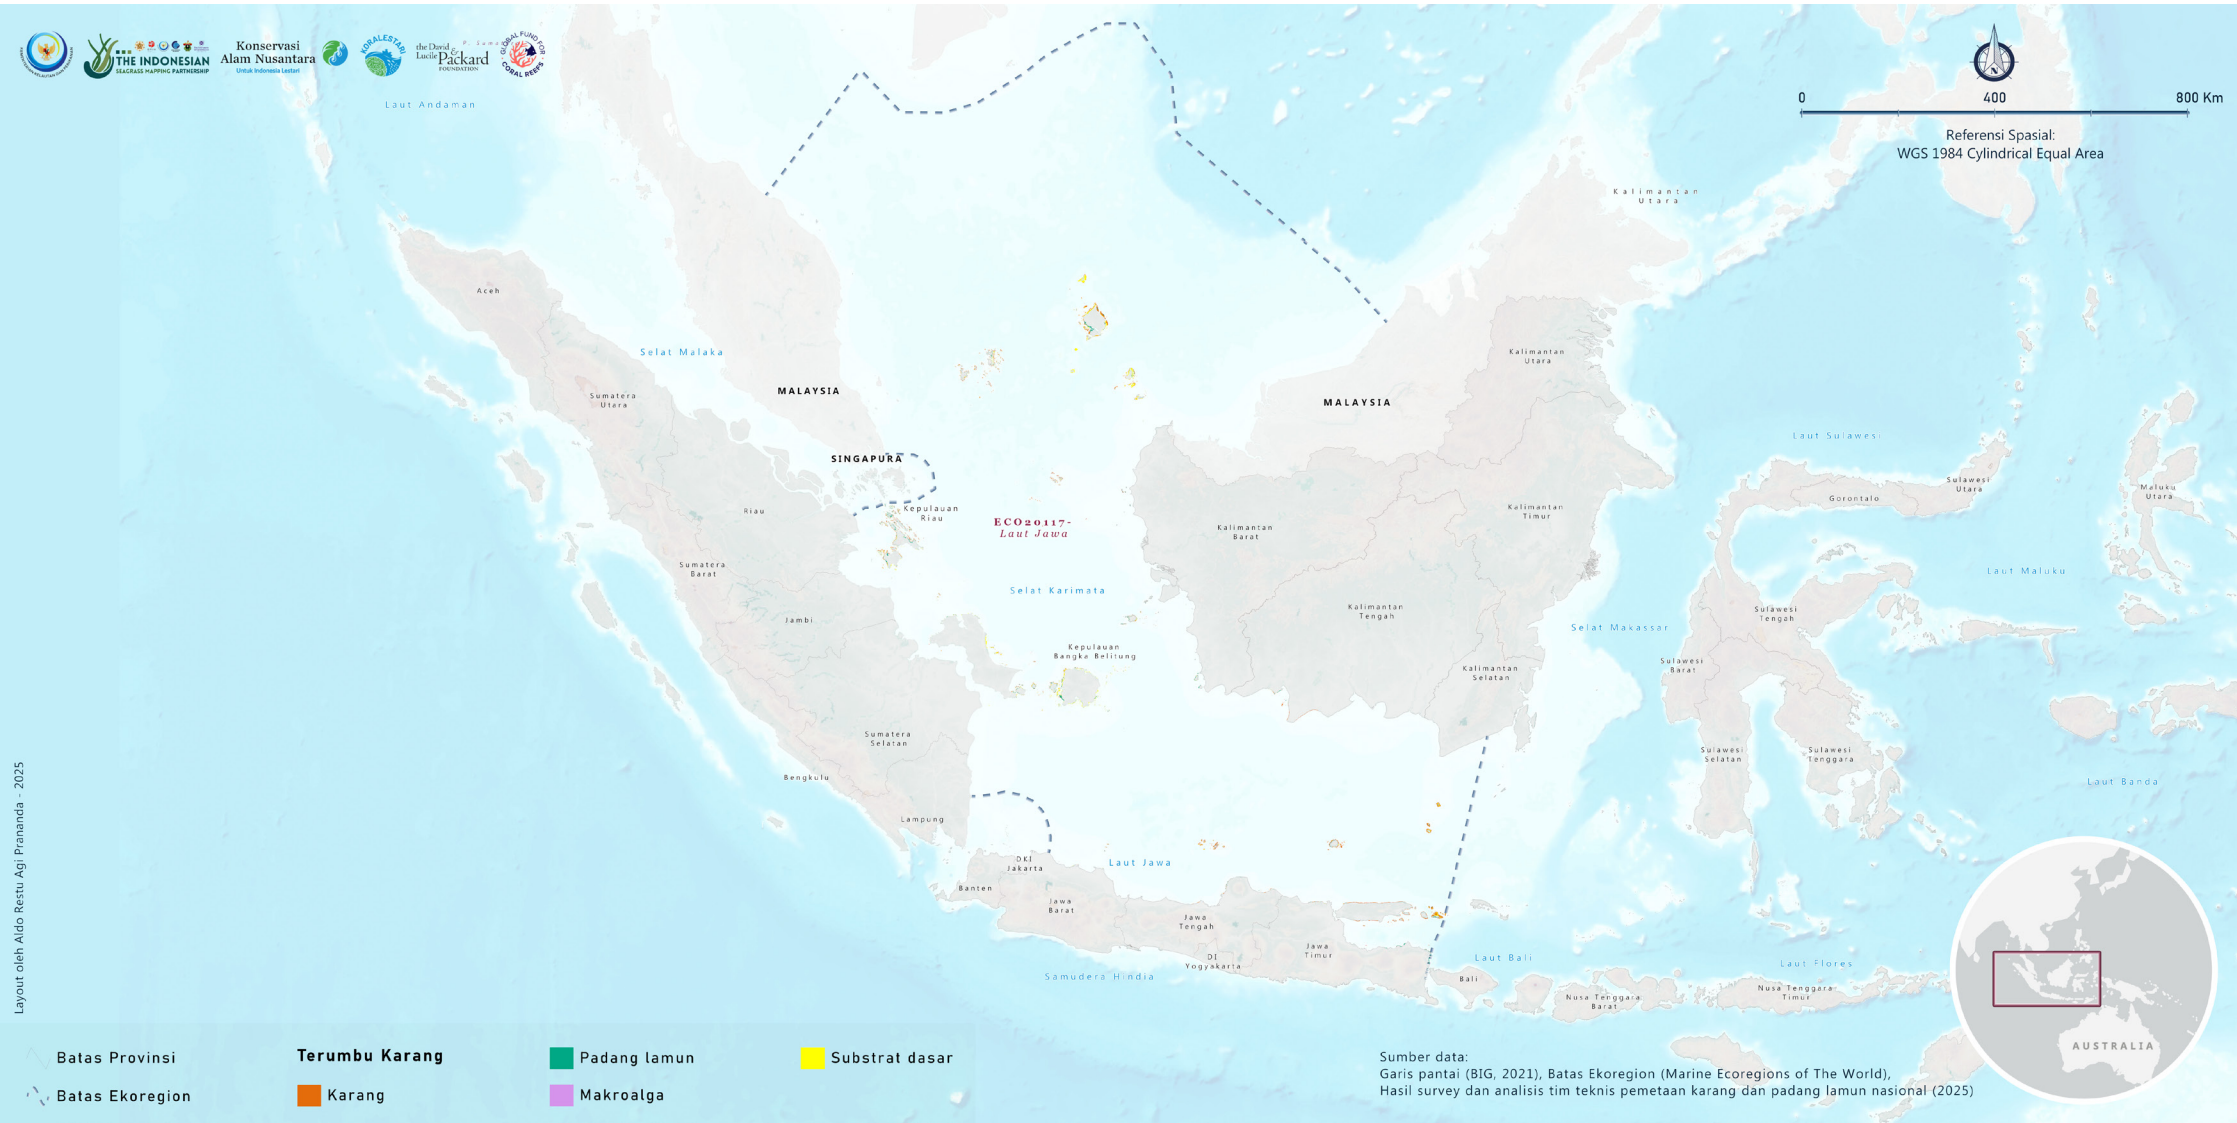 THE INDONESIAN
SEAGRASS MAPPING PARTNERSHIP
Konservasi
Alam Nusantara
Untuk Indonesia Lestari
KORALESTARI
the David &
Lucile Packard
FOUNDATION
GLOBAL FUND FOR
CORAL REEFS
N
0 400 800 Km
Referensi Spasial:
WGS 1984 Cylindrical Equal Area
Laut Andaman
Kalimantan
Utara
Aceh
Selat Malaka
MALAYSIA
Sumatera
Utara
Kalimantan
Utara
MALAYSIA
Laut Sulawesi
SINGAPURA
Riau
Kepulauan
Riau
ECO20117-
Laut Jawa
Kalimantan
Barat
Kalimantan
Timur
Gorontalo
Sulawesi
Utara
Maluku
Utara
Sumatera
Barat
Selat Karimata
Laut Maluku
Jambi
Kalimantan
Tengah
Selat Makassar
Sulawesi
Tengah
Kepulauan
Bangka Belitung
Kalimantan
Selatan
Sulawesi
Barat
Sumatera
Selatan
Sulawesi
Selatan
Sulawesi
Tenggara
Bengkulu
Laut Banda
Lampung
DKI
Jakarta
Laut Jawa
Banten
Jawa
Barat
Jawa
Tengah
DI
Yogyakarta
Jawa
Timur
Samudera Hindia
Laut Bali
Bali
Laut Flores
Nusa Tenggara
Barat
Nusa Tenggara
Timur
AUSTRALIA
Layout oleh Aldo Restu Agi Prananda - 2025
Batas Provinsi
Batas Ekoregion
Terumbu Karang
Karang
Padang lamun
Makroalga
Substrat dasar
Sumber data:
Garis pantai (BIG, 2021), Batas Ekoregion (Marine Ecoregions of The World),
Hasil survey dan analisis tim teknis pemetaan karang dan padang lamun nasional (2025)